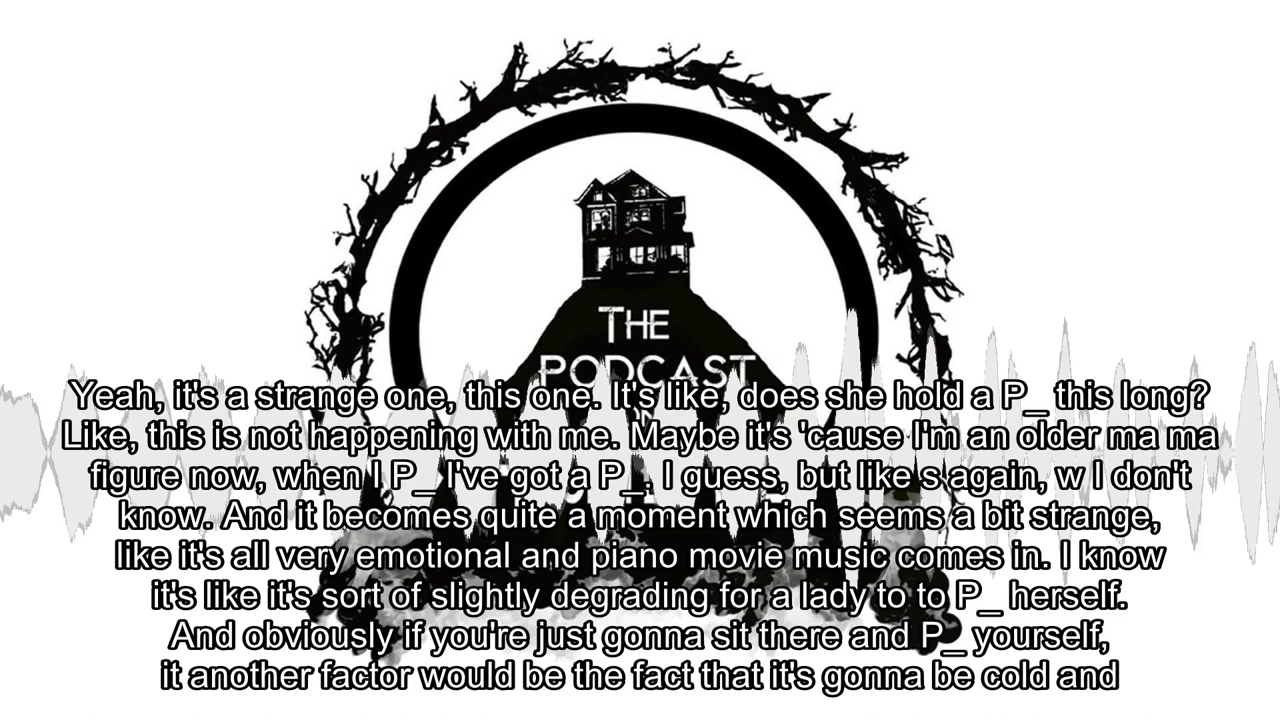 THE
PODCAST
Yeah, it's a strange one, this one. It's like, does she hold a P_ this long?
Like, this is not happening with me. Maybe it's 'cause I'm an older ma ma
figure now, when I P_ I've got a P_. I guess, but like s again, w I don't
know. And it becomes quite a moment which seems a bit strange,
like it's all very emotional and piano movie music comes in. I know
it's like it's sort of slightly degrading for a lady to to P_ herself.
And obviously if you're just gonna sit there and P_ yourself,
it another factor would be the fact that it's gonna be cold and